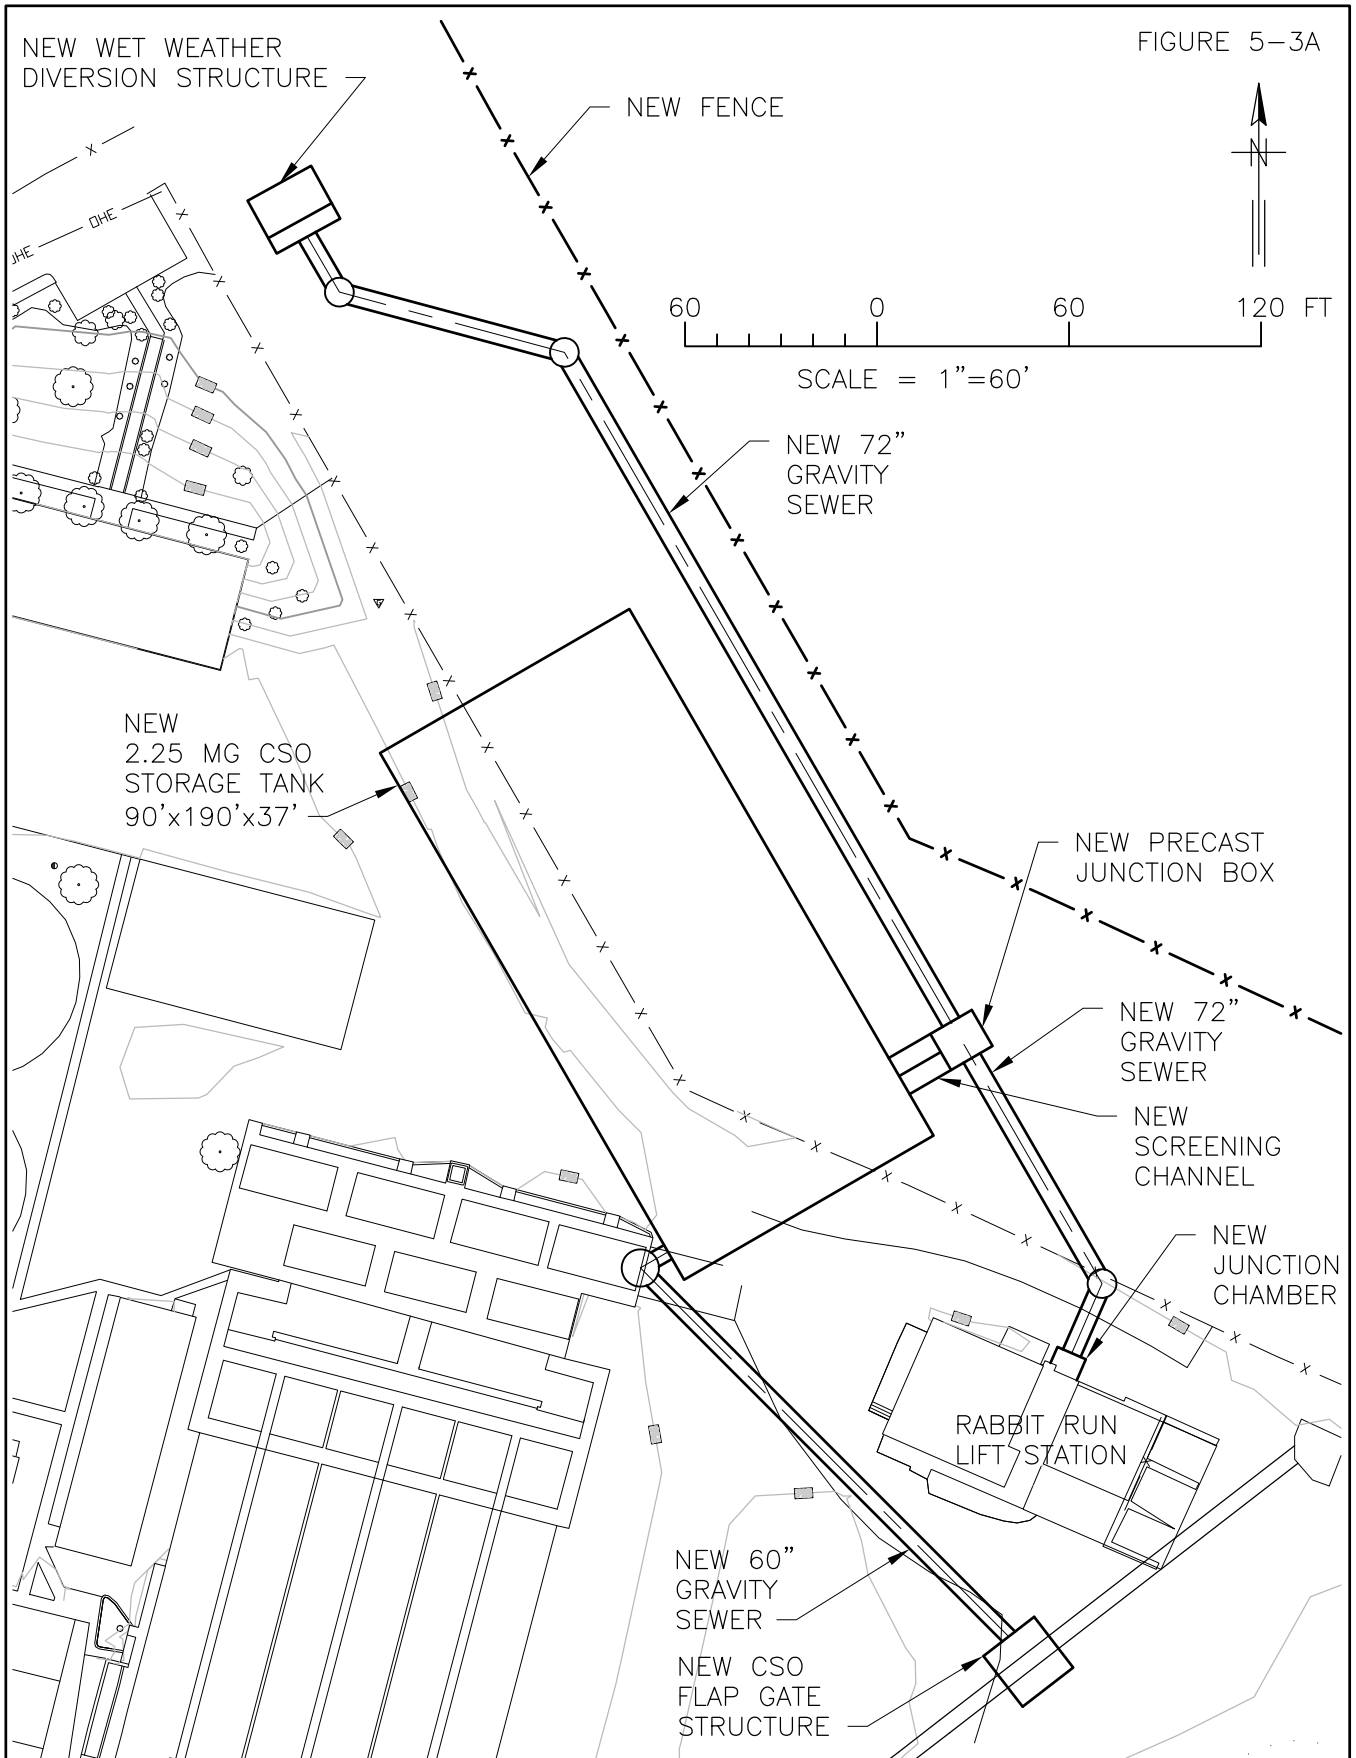 NEW WET WEATHER
DIVERSION STRUCTURE
FIGURE 5-3A
NEW FENCE
N
OHE
OHE
60 0 60 120 FT
SCALE = 1"=60'
NEW 72"
GRAVITY
SEWER
NEW
2.25 MG CSO
STORAGE TANK
90'x190'x37'
NEW PRECAST
JUNCTION BOX
NEW 72"
GRAVITY
SEWER
NEW
SCREENING
CHANNEL
NEW
JUNCTION
CHAMBER
RABBIT RUN
LIFT STATION
NEW 60"
GRAVITY
SEWER
NEW CSO
FLAP GATE
STRUCTURE